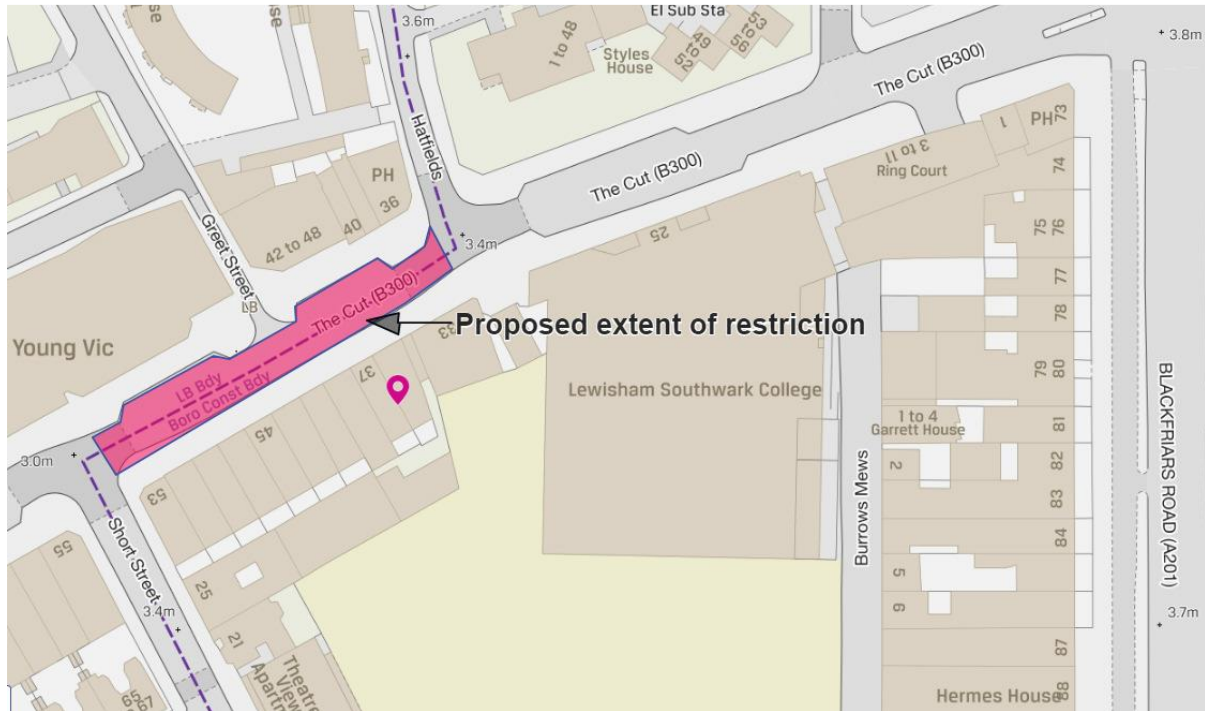 El Sub Sta
3.6m
1 to 48
49
53
56
Styles
House
3.8m
The Cut (B300)
Hatfields
PH
73
1
3 to 11
Ring Court
74
The Cut (B300)
PH
36
40
42 to 48
Greet Street
LB
3.4m
25
75
76
77
78
The Cut (B300)
Proposed extent of restriction
33
Young Vic
LB Bdy
Boro Const Bdy
37
45
Lewisham Southwark College
79
80
1 to 4
Garrett House
81
BLACKFRIARS ROAD (A201)
3.0m
53
2
82
83
Burrows Mews
84
Short Street
55
25
5
3.4m
6
3.7m
21
87
Theatre
View
Apartme
65
67
Hermes House
88